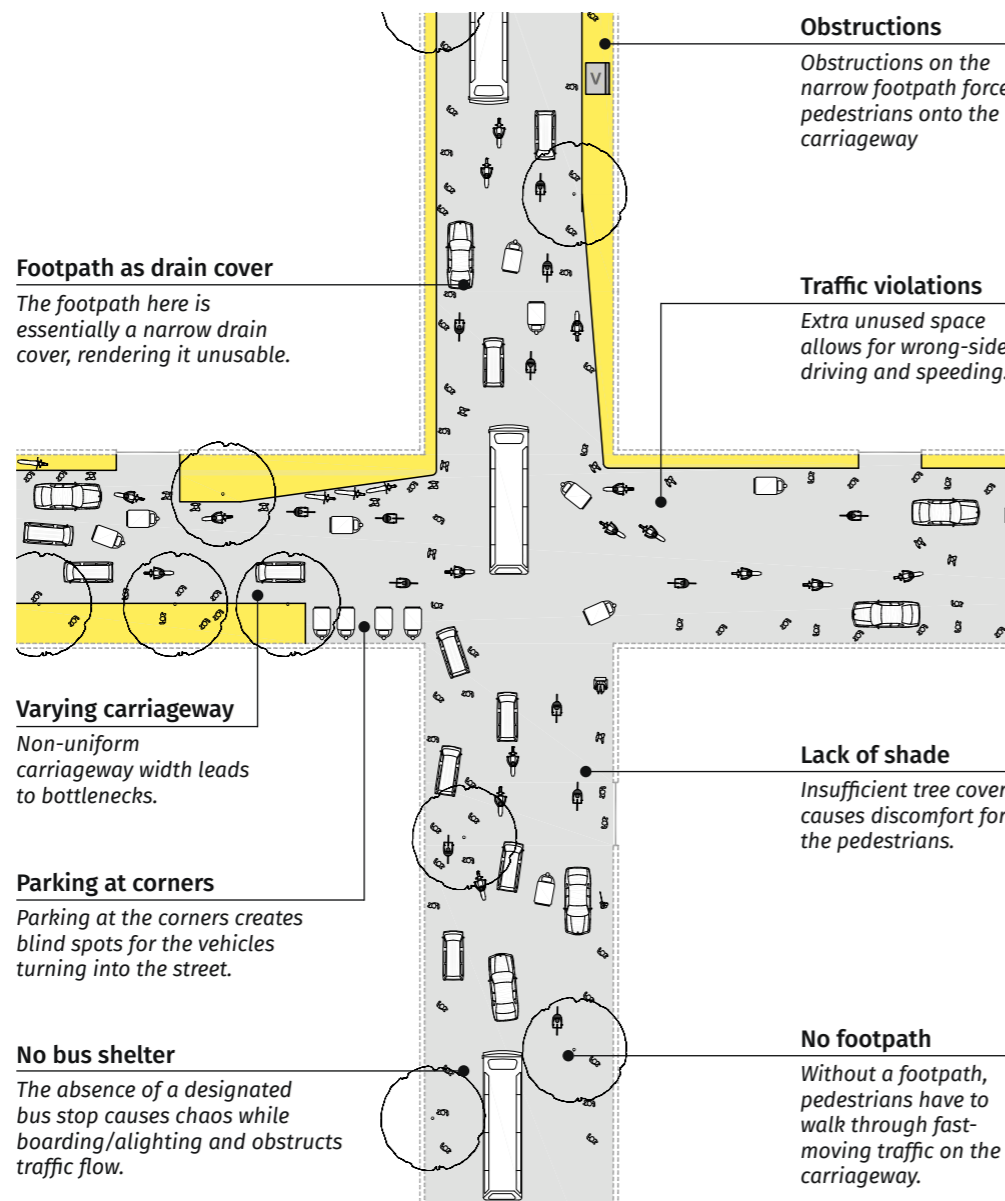 Obstructions
Obstructions on the
narrow footpath force
pedestrians onto the
carriageway
V
Footpath as drain cover
The footpath here is
essentially a narrow drain
cover, rendering it unusable.
Traffic violations
Extra unused space
allows for wrong-side
driving and speeding.
Varying carriageway
Non-uniform
carriageway width leads
to bottlenecks.
Lack of shade
Insufficient tree cover
causes discomfort for
the pedestrians.
Parking at corners
Parking at the corners creates
blind spots for the vehicles
turning into the street.
No bus shelter
The absence of a designated
bus stop causes chaos while
boarding/alighting and obstructs
traffic flow.
No footpath
Without a footpath,
pedestrians have to
walk through fast-
moving traffic on the
carriageway.